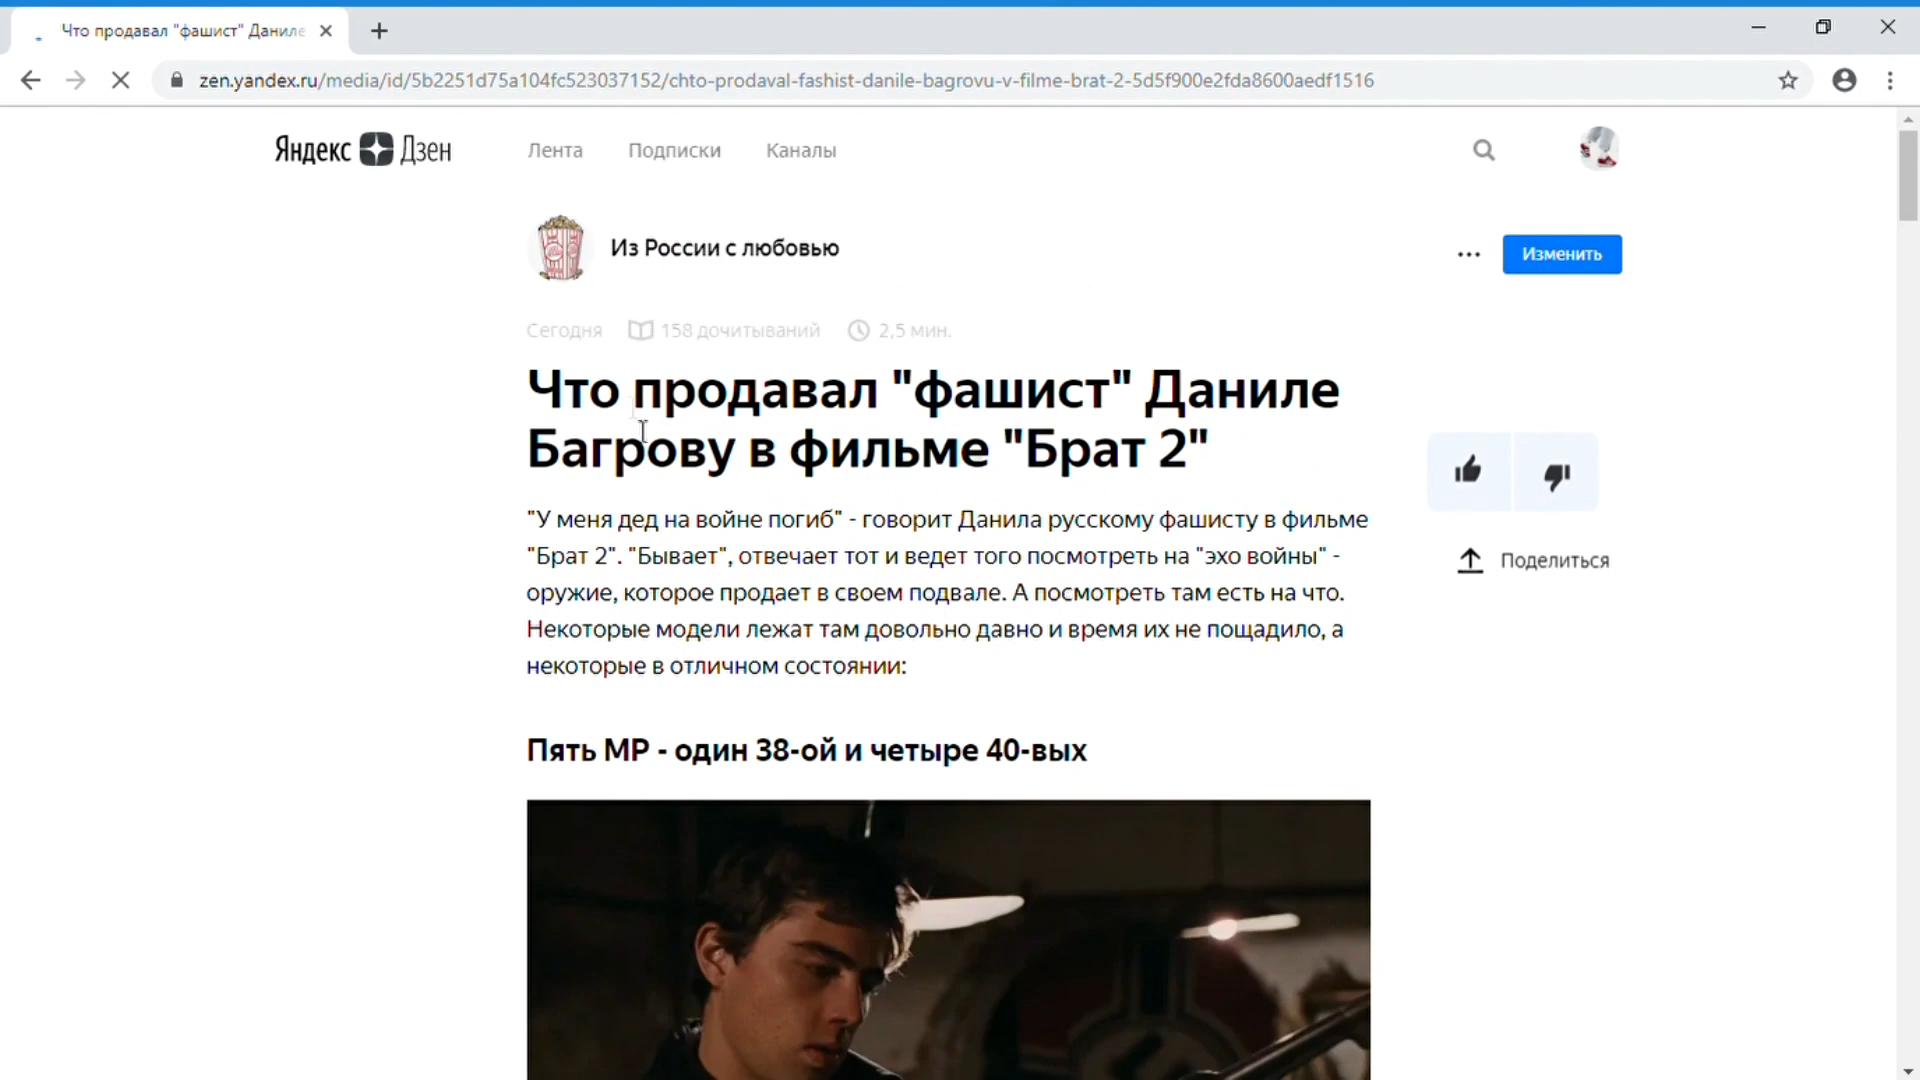 Что продавал "фашист" Даниле
zen.yandex.ru/media/id/5b2251d75a104fc523037152/chto-prodaval-fashist-danile-bagrovu-v-filme-brat-2-5d5f900e2fda8600aedf1516
Яндекс Дзен Лента Подписки Каналы
Из России с любовью
Изменить
Сегодня 158 дочитываний 2,5 мин.
Что продавал "фашист" Даниле
Багрову в фильме "Брат 2"
"У меня дед на войне погиб" - говорит Данила русскому фашисту в фильме
"Брат 2". "Бывает", отвечает тот и ведет того посмотреть на "эхо войны" -
Поделиться
оружие, которое продает в своем подвале. А посмотреть там есть на что.
Некоторые модели лежат там довольно давно и время их не пощадило, а
некоторые в отличном состоянии:
Пять МР - один 38-ой и четыре 40-вых